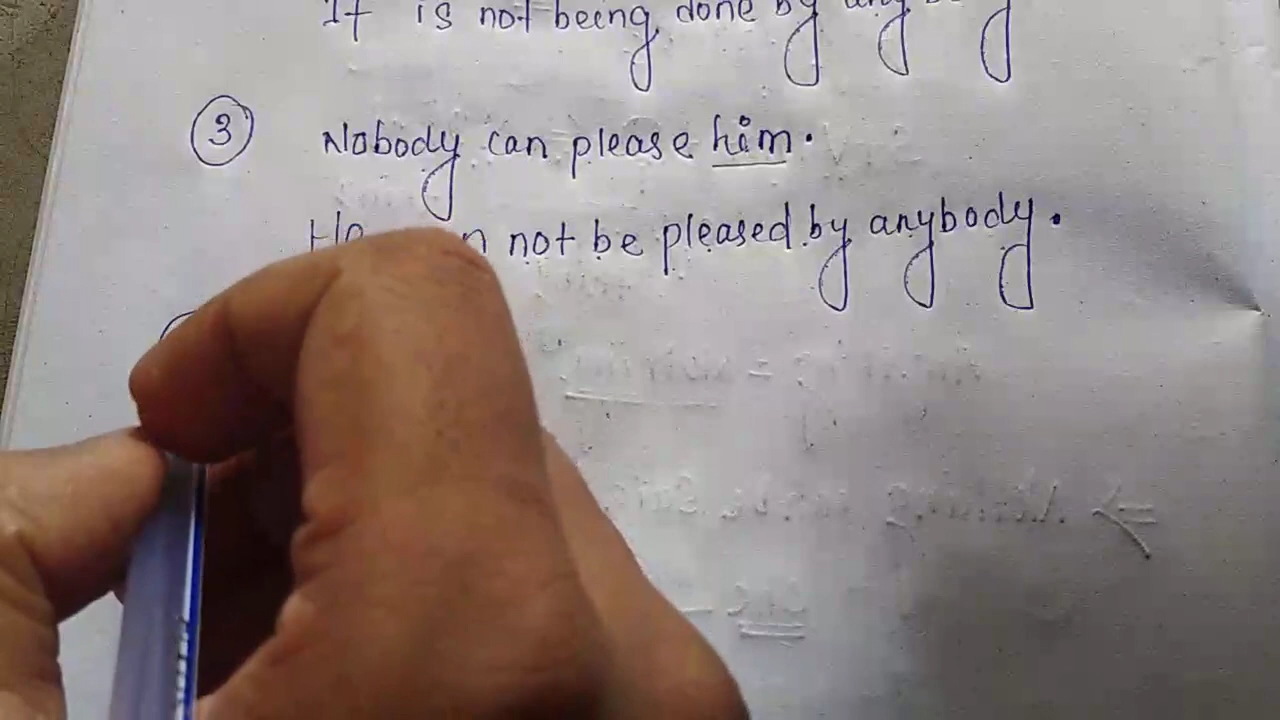 It is not being done by
3 Nobody can please him.
not be pleased by anybody.